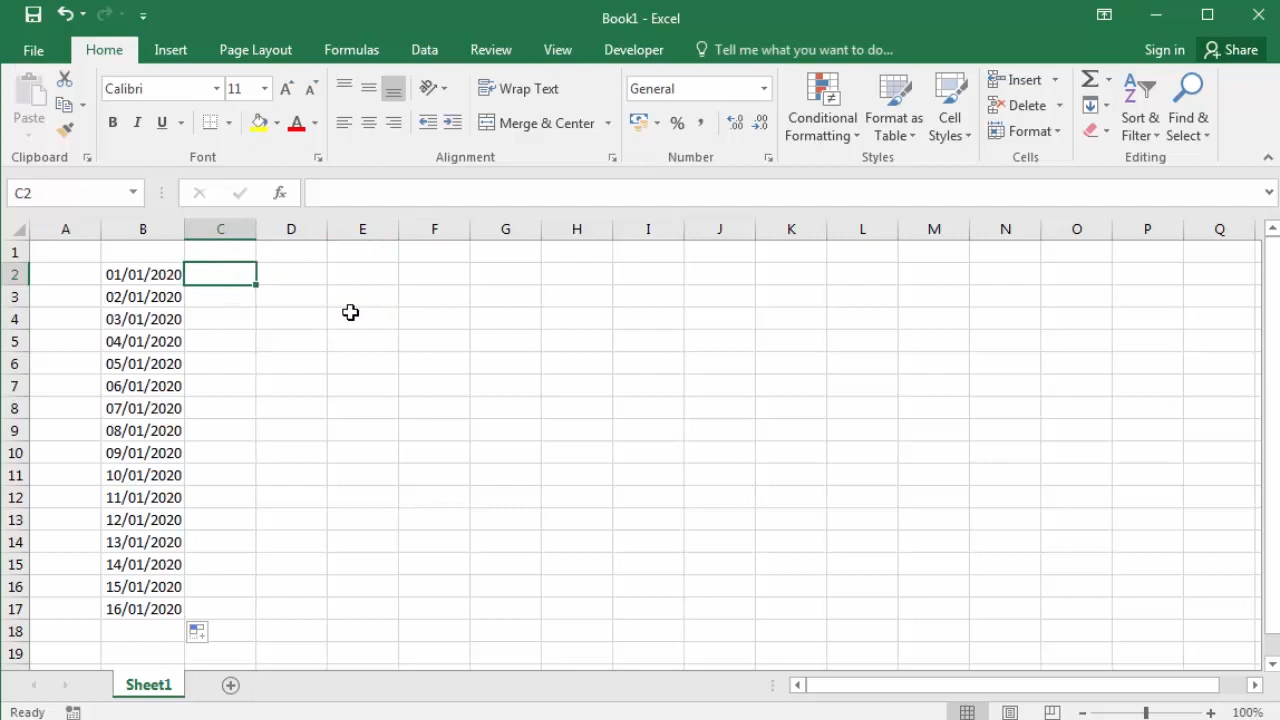 Book1 - Excel
File Home Insert Page Layout Formulas Data Review View Developer Tell me what you want to do... Sign in Share
Paste
Clipboard
Calibri 11
B I U A
Font
Wrap Text
Merge & Center
Alignment
General
%
Number
Conditional Formatting
Format as Table
Cell Styles
Styles
Insert
Delete
Format
Cells
Sort & Filter
Find & Select
Editing
C2 fx
A B C D E F G H I J K L M N O P Q
1
2 01/01/2020
3 02/01/2020
4 03/01/2020
5 04/01/2020
6 05/01/2020
7 06/01/2020
8 07/01/2020
9 08/01/2020
10 09/01/2020
11 10/01/2020
12 11/01/2020
13 12/01/2020
14 13/01/2020
15 14/01/2020
16 15/01/2020
17 16/01/2020
18
19
Sheet1
Ready 100%